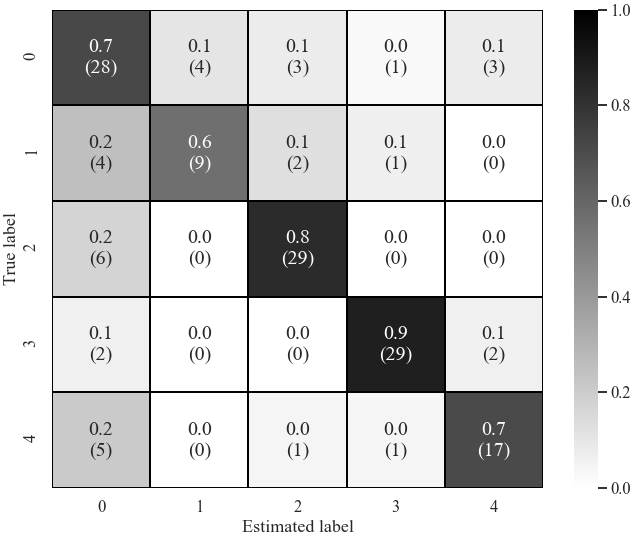 0.7 0.1 0.1 0.0 0.1
(28) (4) (3) (1) (3)
0.2 0.6 0.1 0.1 0.0
(4) (9) (2) (1) (0)
0.2 0.0 0.8 0.0 0.0
(6) (0) (29) (0) (0)
0.1 0.0 0.0 0.9 0.1
(2) (0) (0) (29) (2)
0.2 0.0 0.0 0.0 0.7
(5) (0) (1) (1) (17)
0
1
2
3
4
True label
0 1 2 3 4
Estimated label
1.0
0.8
0.6
0.4
0.2
0.0